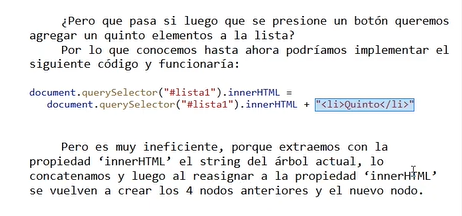 ¿Pero que pasa si luego que se presione un botón queremos
agregar un quinto elementos a la lista?
Por lo que conocemos hasta ahora podríamos implementar el
siguiente código y funcionaría:
document.querySelector("#lista1").innerHTML =
document.querySelector("#lista1").innerHTML + "<li>Quinto</li>"
Pero es muy ineficiente, porque extraemos con la
propiedad ‘innerHTML’ el string del árbol actual, lo
concatenamos y luego al reasignar a la propiedad ‘innerHTML’
se vuelven a crear los 4 nodos anteriores y el nuevo nodo.